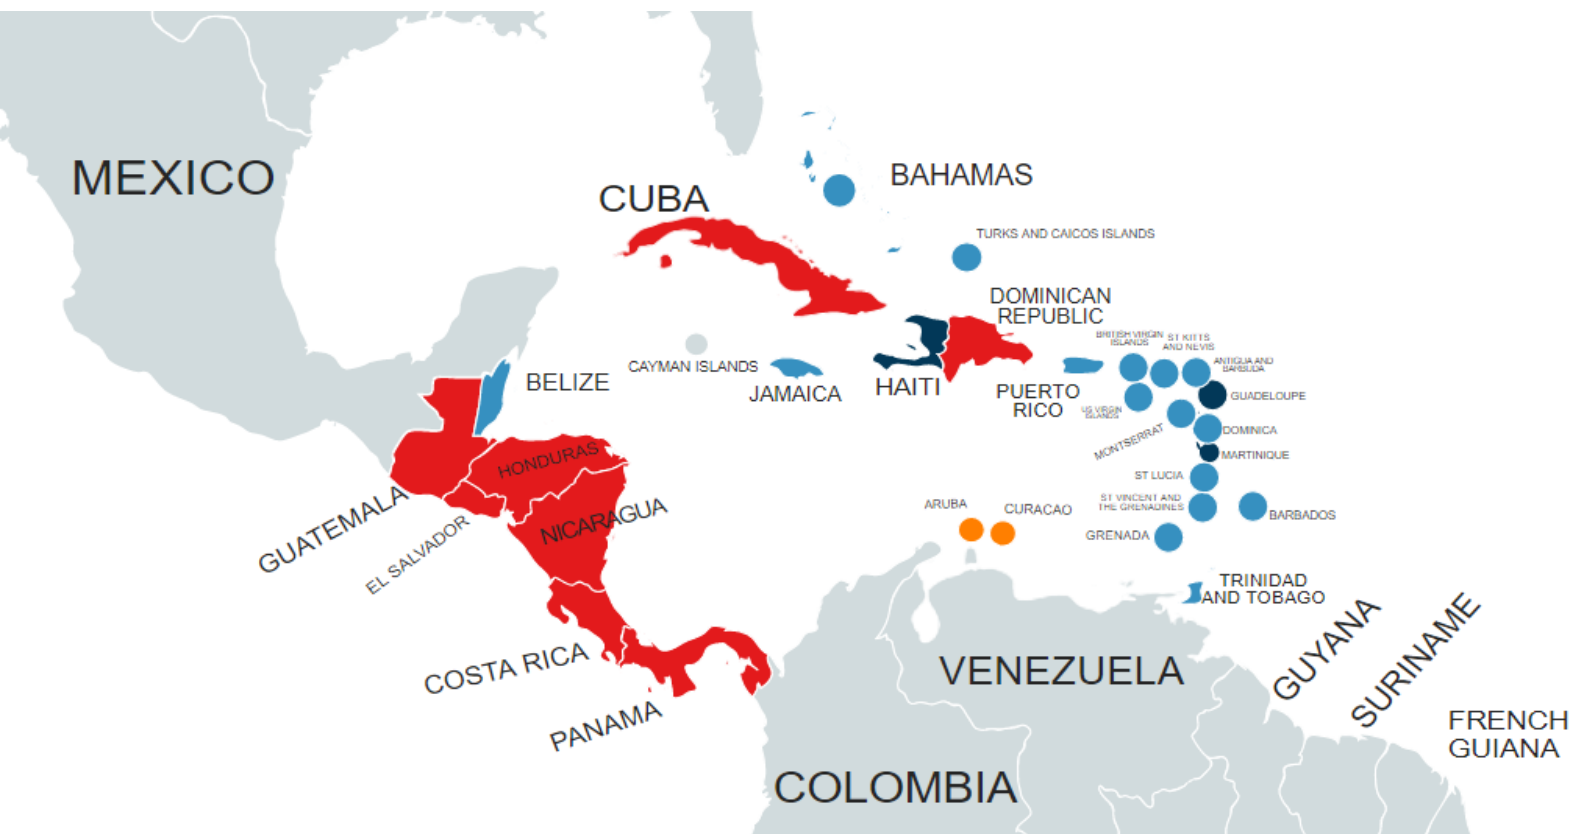 MEXICO
CUBA
BAHAMAS
TURKS AND CAICOS ISLANDS
DOMINICAN
REPUBLIC
BRITISH VIRGIN
ISLANDS
ST KITTS
AND NEVIS
ANTIGUA AND
BARBUDA
CAYMAN ISLANDS
BELIZE
JAMAICA
HAITI
PUERTO
RICO
US VIRGIN
ISLANDS
GUADELOUPE
MONTSERRAT
DOMINICA
MARTINIQUE
HONDURAS
ST LUCIA
GUATEMALA
EL SALVADOR
NICARAGUA
ARUBA
CURACAO
ST VINCENT AND
THE GRENADINES
BARBADOS
GRENADA
TRINIDAD
AND TOBAGO
COSTA RICA
PANAMA
VENEZUELA
GUYANA
SURINAME
FRENCH
GUIANA
COLOMBIA